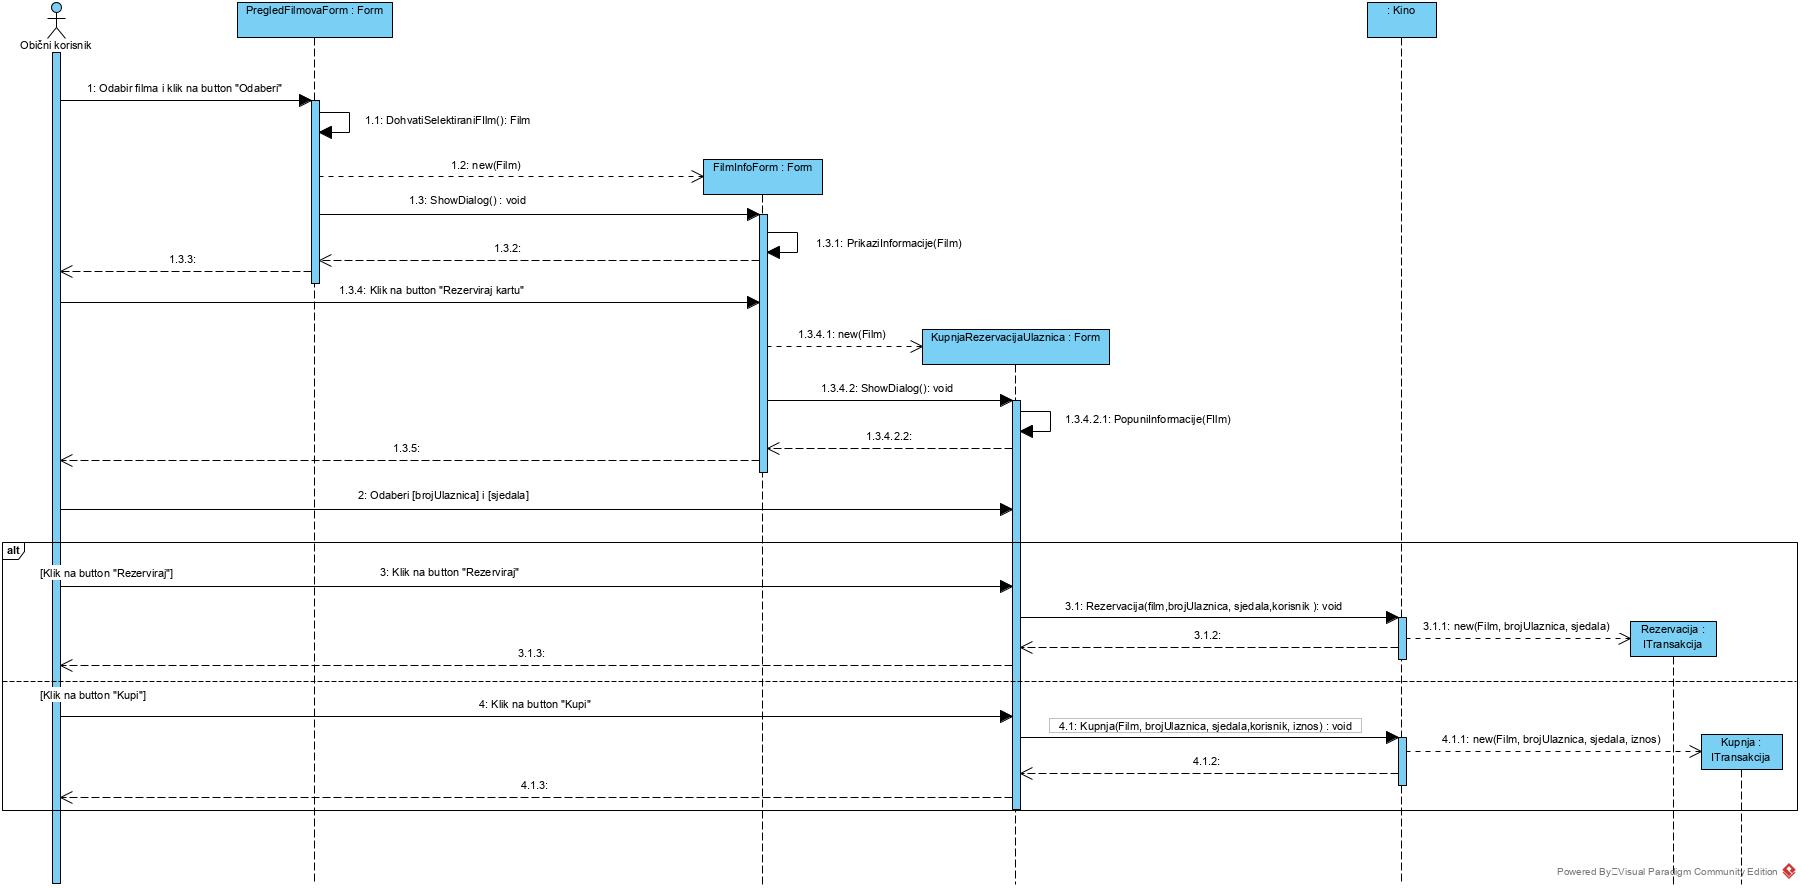 PregledFilmovaForm : Form
: Kino
Obični korisnik
1: Odabir filma i klik na button "Odaberi"
1.1: DohvatiSelektiraniFIlm(): Film
1.2: new(Film)
FilmInfoForm : Form
1.3: ShowDialog() : void
1.3.1: PrikaziInformacije(Film)
1.3.2:
1.3.3:
1.3.4: Klik na button "Rezerviraj kartu"
1.3.4.1: new(Film)
KupnjaRezervacijaUlaznica : Form
1.3.4.2: ShowDialog(): void
1.3.4.2.1: PopuniInformacije(FIlm)
1.3.4.2.2:
1.3.5:
2: Odaberi [brojUlaznica] i [sjedala]
alt
[Klik na button "Rezerviraj"]
3: Klik na button "Rezerviraj"
3.1: Rezervacija(film,brojUlaznica, sjedala,korisnik ): void
3.1.1: new(Film, brojUlaznica, sjedala)
Rezervacija :
ITransakcija
3.1.2:
3.1.3:
[Klik na button "Kupi"]
4: Klik na button "Kupi"
4.1: Kupnja(Film, brojUlaznica, sjedala,korisnik, iznos) : void
4.1.1: new(Film, brojUlaznica, sjedala, iznos)
Kupnja :
ITransakcija
4.1.2:
4.1.3:
Powered By Visual Paradigm Community Edition